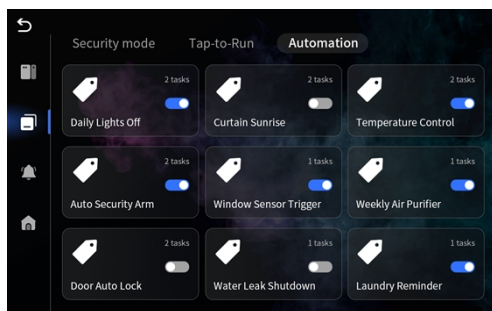 Security mode Tap-to-Run Automation
2 tasks 2 tasks 2 tasks
Daily Lights Off Curtain Sunrise Temperature Control
2 tasks 1 tasks 1 tasks
Auto Security Arm Window Sensor Trigger Weekly Air Purifier
2 tasks 1 tasks 1 tasks
Door Auto Lock Water Leak Shutdown Laundry Reminder